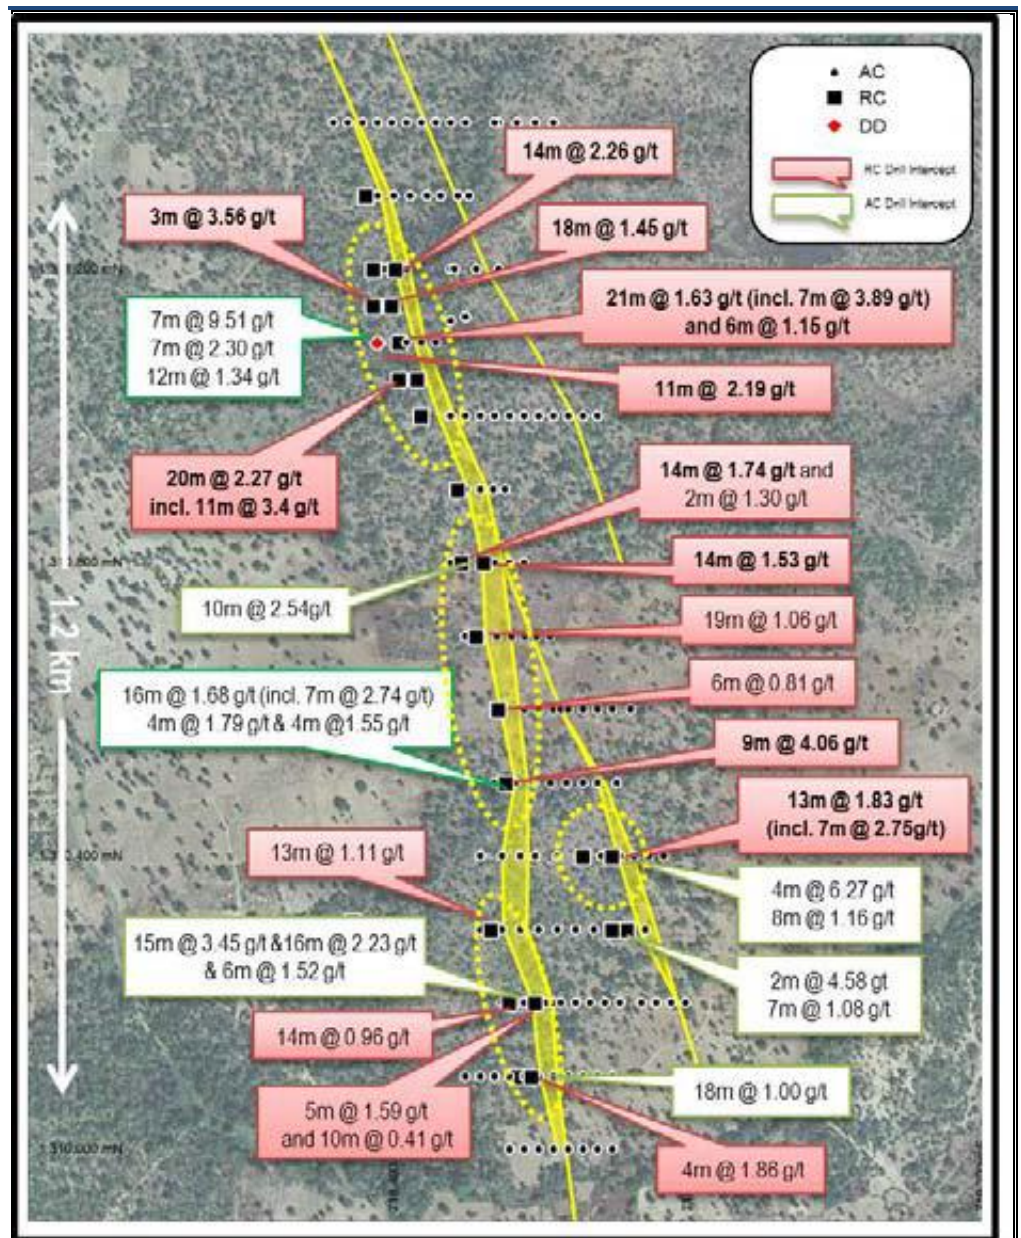 AC
RC
DD
RC Drill Intercept
AC Drill Intercept
14m @ 2.26 g/t
3m @ 3.56 g/t
18m @ 1.45 g/t
21m @ 1.63 g/t (incl. 7m @ 3.89 g/t)
and 6m @ 1.15 g/t
7m @ 9.51 g/t
7m @ 2.30 g/t
12m @ 1.34 g/t
11m @ 2.19 g/t
20m @ 2.27 g/t
incl. 11m @ 3.4 g/t
14m @ 1.74 g/t and
2m @ 1.30 g/t
14m @ 1.53 g/t
10m @ 2.54g/t
19m @ 1.06 g/t
1.2 km
6m @ 0.81 g/t
16m @ 1.68 g/t (incl. 7m @ 2.74 g/t)
4m @ 1.79 g/t & 4m @1.55 g/t
9m @ 4.06 g/t
13m @ 1.83 g/t
(incl. 7m @ 2.75g/t)
13m @ 1.11 g/t
4m @ 6.27 g/t
8m @ 1.16 g/t
15m @ 3.45 g/t &16m @ 2.23 g/t
& 6m @ 1.52 g/t
2m @ 4.58 gt
7m @ 1.08 g/t
14m @ 0.96 g/t
18m @ 1.00 g/t
5m @ 1.59 g/t
and 10m @ 0.41 g/t
4m @ 1.86 g/t